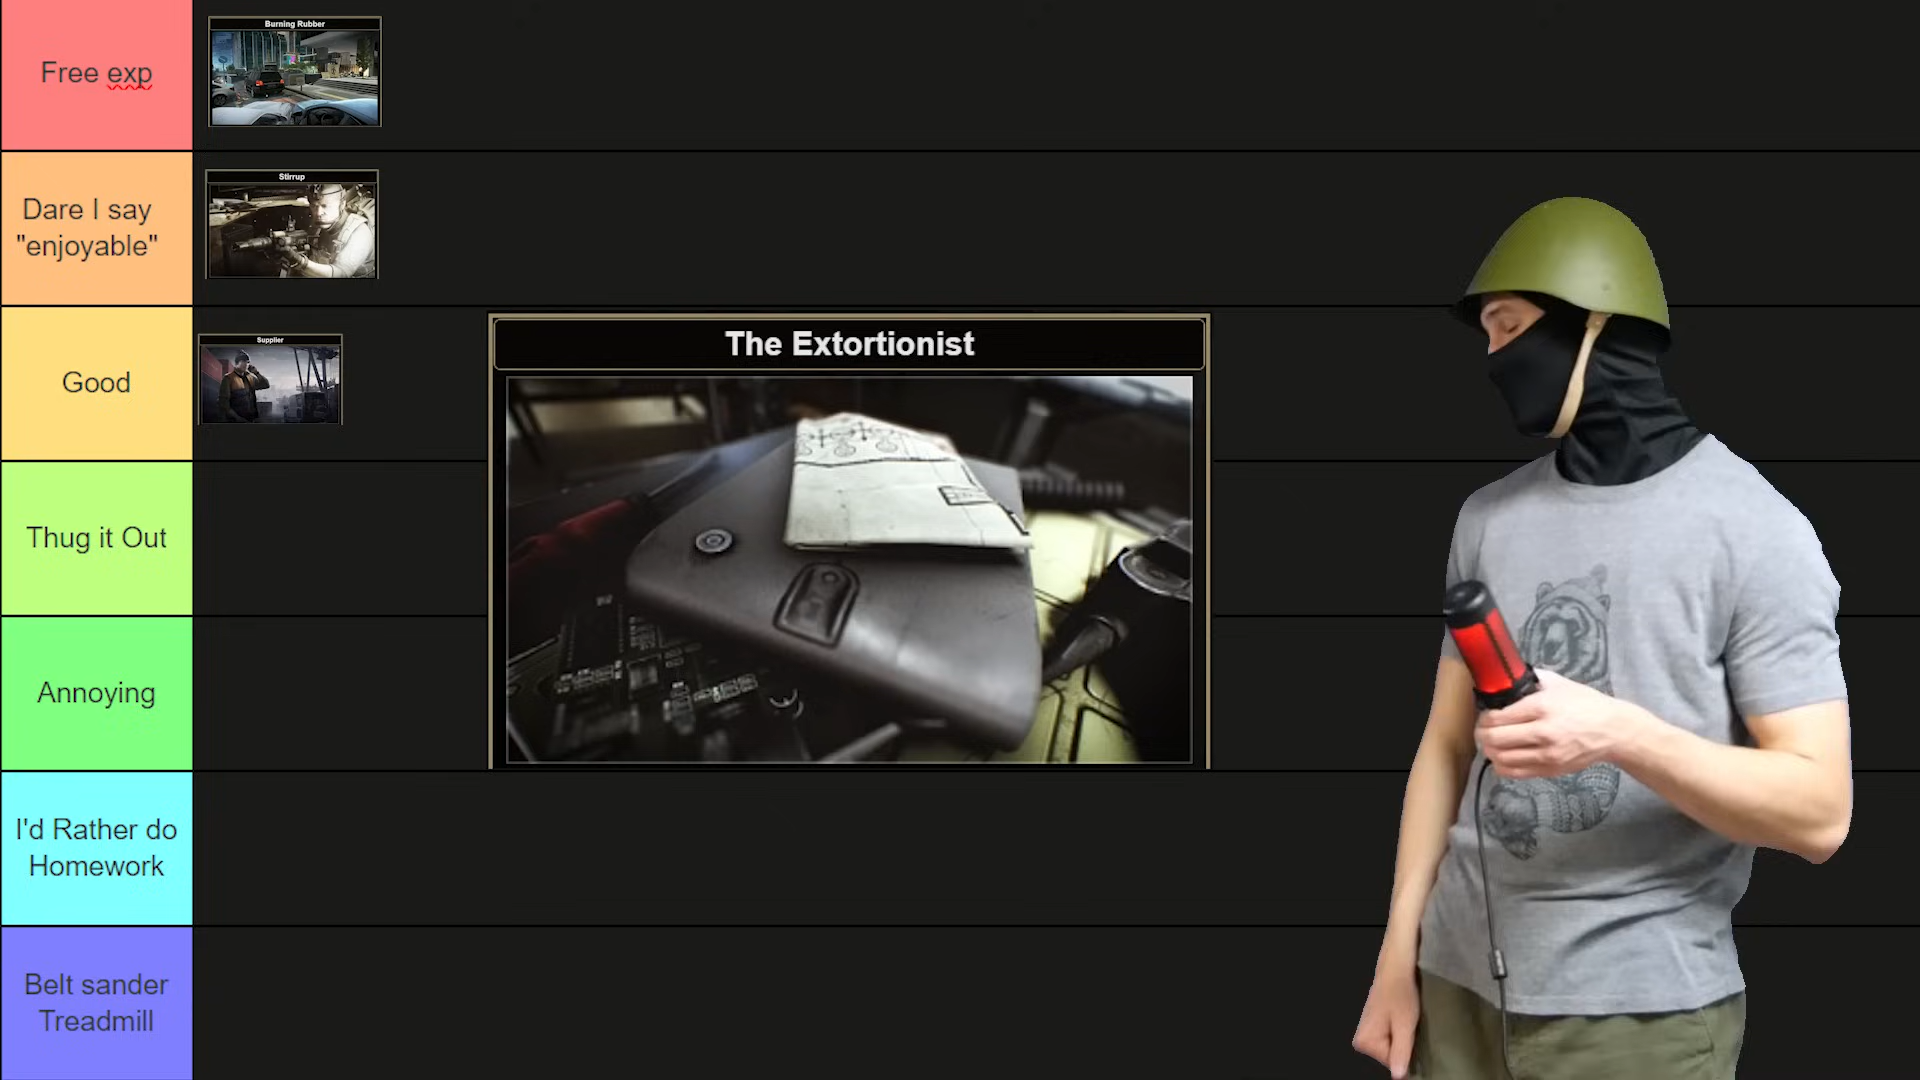 Free exp
Burning Rubber
Dare I say
"enjoyable"
Stirrup
Good
Supplier
The Extortionist
Thug it Out
Annoying
I'd Rather do
Homework
Belt sander
Treadmill